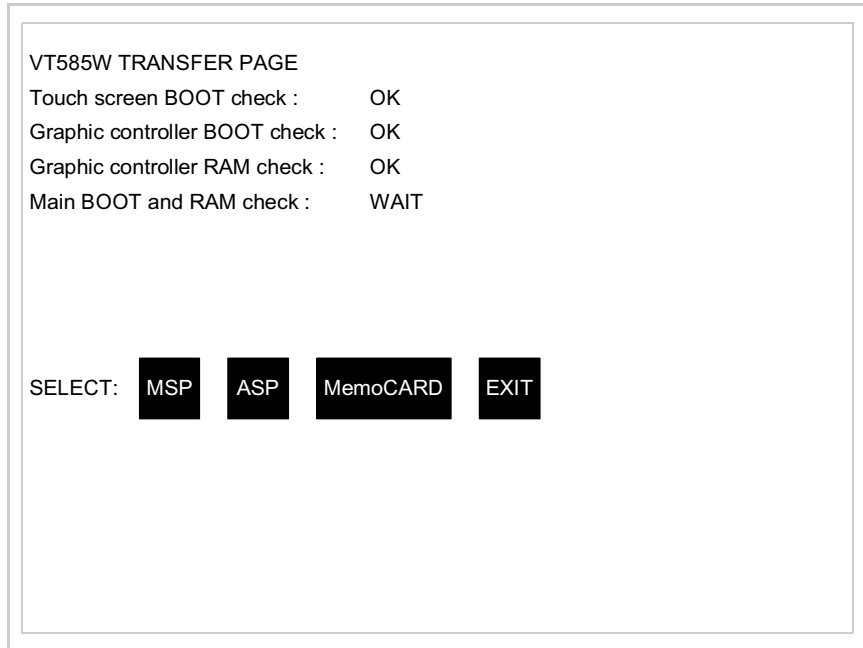 VT585W TRANSFER PAGE
Touch screen BOOT check : OK
Graphic controller BOOT check : OK
Graphic controller RAM check : OK
Main BOOT and RAM check : WAIT
SELECT: MSP ASP MemoCARD EXIT